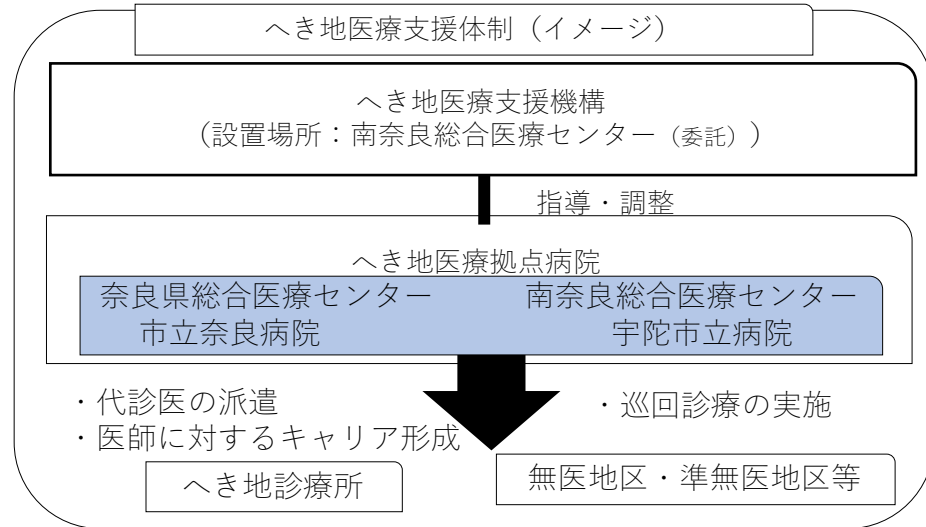 へき地医療支援体制（イメージ）
へき地医療支援機構
（設置場所：南奈良総合医療センター（委託））
指導・調整
へき地医療拠点病院
奈良県総合医療センター　南奈良総合医療センター
市立奈良病院　宇陀市立病院
・代診医の派遣
・医師に対するキャリア形成
・巡回診療の実施
へき地診療所
無医地区・準無医地区等